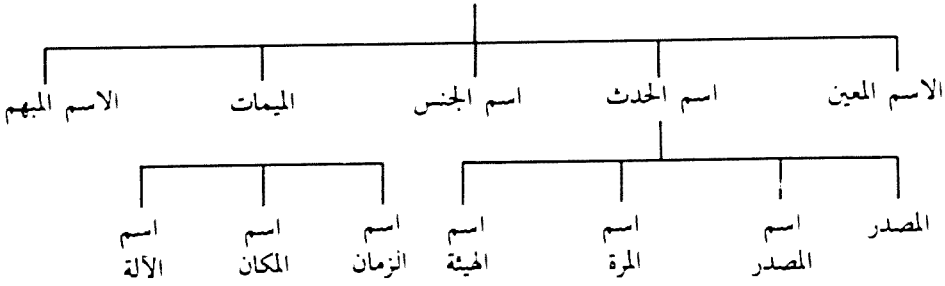 الاسم المعين اسم الحدث اسم الجنس الميمات الاسم المبهم
المصدر اسم اسم اسم اسم اسم اسم
المصدر المرة الهيئة الزمان المكان الآلة